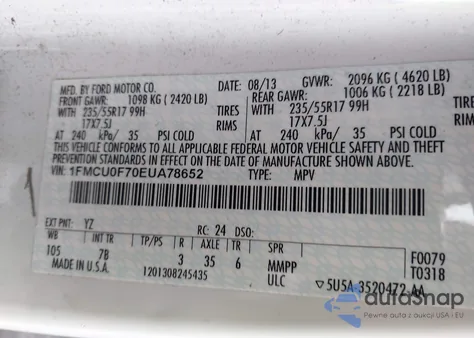 MFD. BY FORD MOTOR CO.
DATE: 08/13 GVWR: 2096 KG ( 4620 LB)
FRONT GAWR: 1098 KG ( 2420 LB) REAR GAWR: 1006 KG ( 2218 LB)
WITH 235/55R17 99H TIRES WITH 235/55R17 99H TIRES
17X7.5J RIMS 17X7.5J
AT 240 kPa/ 35 PSI COLD AT 240 kPa/ 35 PSI COLD
THIS VEHICLE CONFORMS TO ALL APPLICABLE FEDERAL MOTOR VEHICLE SAFETY AND BUMPER
THEFT PREVENTION STANDARDS IN EFFECT ON THE DATE OF MANUFACTURE SHOWN ABOVE.
VIN: 1FMCU0F70EUA78652 TYPE: MPV
EXT PNT: YZ RC: 24 DSO: F0079
WB INT TR TP/PS R AXLE TR SPR T0318
105 7B 3 35 6 MMPP
MADE IN U.S.A. 1201308245435 ULC 5U5A-3520472-AA
autoSnap
Pewne auta z USA i EU